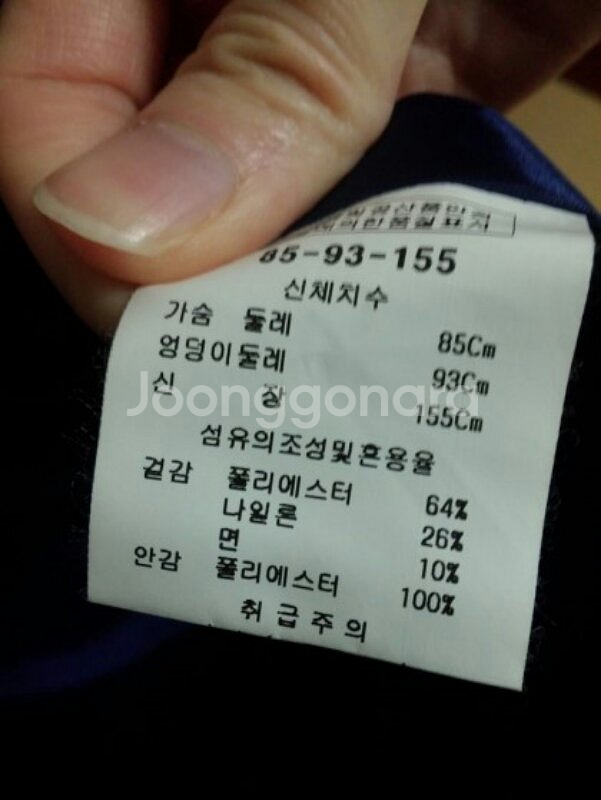 85-93-155
신체치수
가슴 둘레 85Cm
엉덩이둘레 93Cm
신 장 155Cm
Joonggonara
섬유의조성및혼용율
겉감 폴리에스터 64%
나일론 26%
면 10%
안감 폴리에스터 100%
취급주의